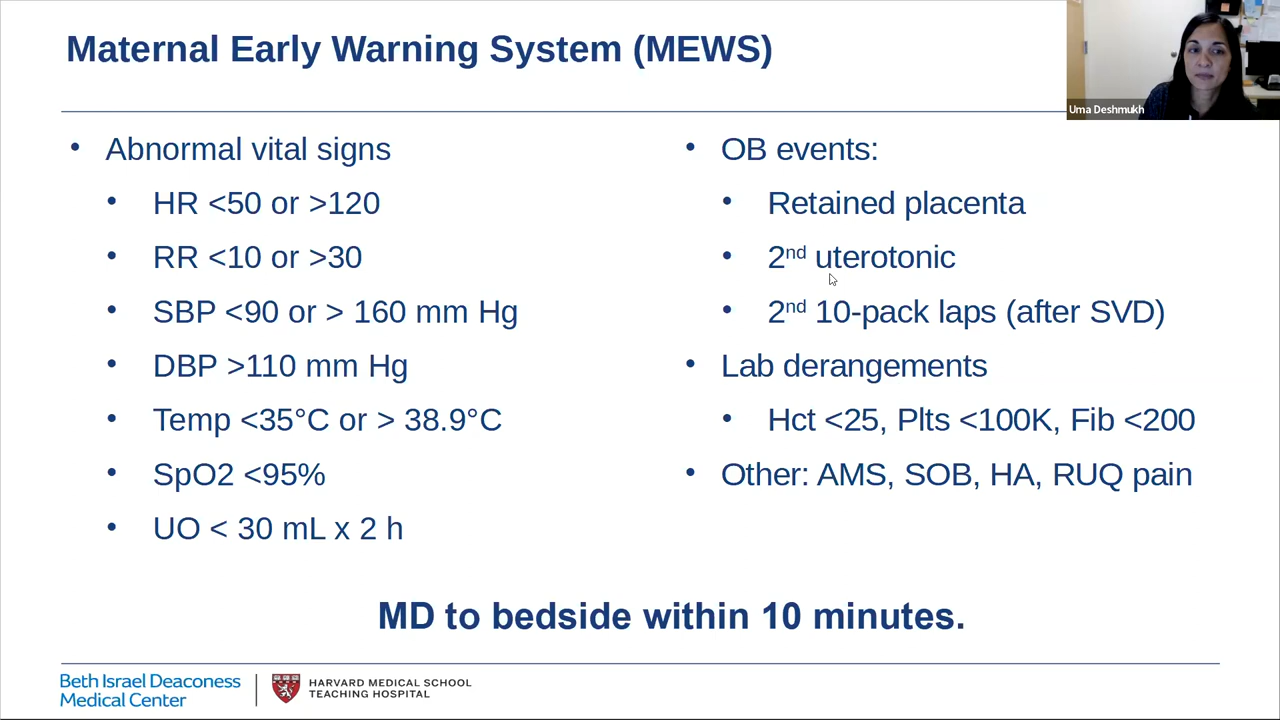 Maternal Early Warning System (MEWS)
Uma Deshmukh
• Abnormal vital signs
• HR <50 or >120
• RR <10 or >30
• SBP <90 or > 160 mm Hg
• DBP >110 mm Hg
• Temp <35°C or > 38.9°C
• SpO2 <95%
• UO < 30 mL x 2 h
• OB events:
• Retained placenta
• 2nd uterotonic
• 2nd 10-pack laps (after SVD)
• Lab derangements
• Hct <25, Plts <100K, Fib <200
• Other: AMS, SOB, HA, RUQ pain
MD to bedside within 10 minutes.
Beth Israel Deaconess
Medical Center
HARVARD MEDICAL SCHOOL
TEACHING HOSPITAL